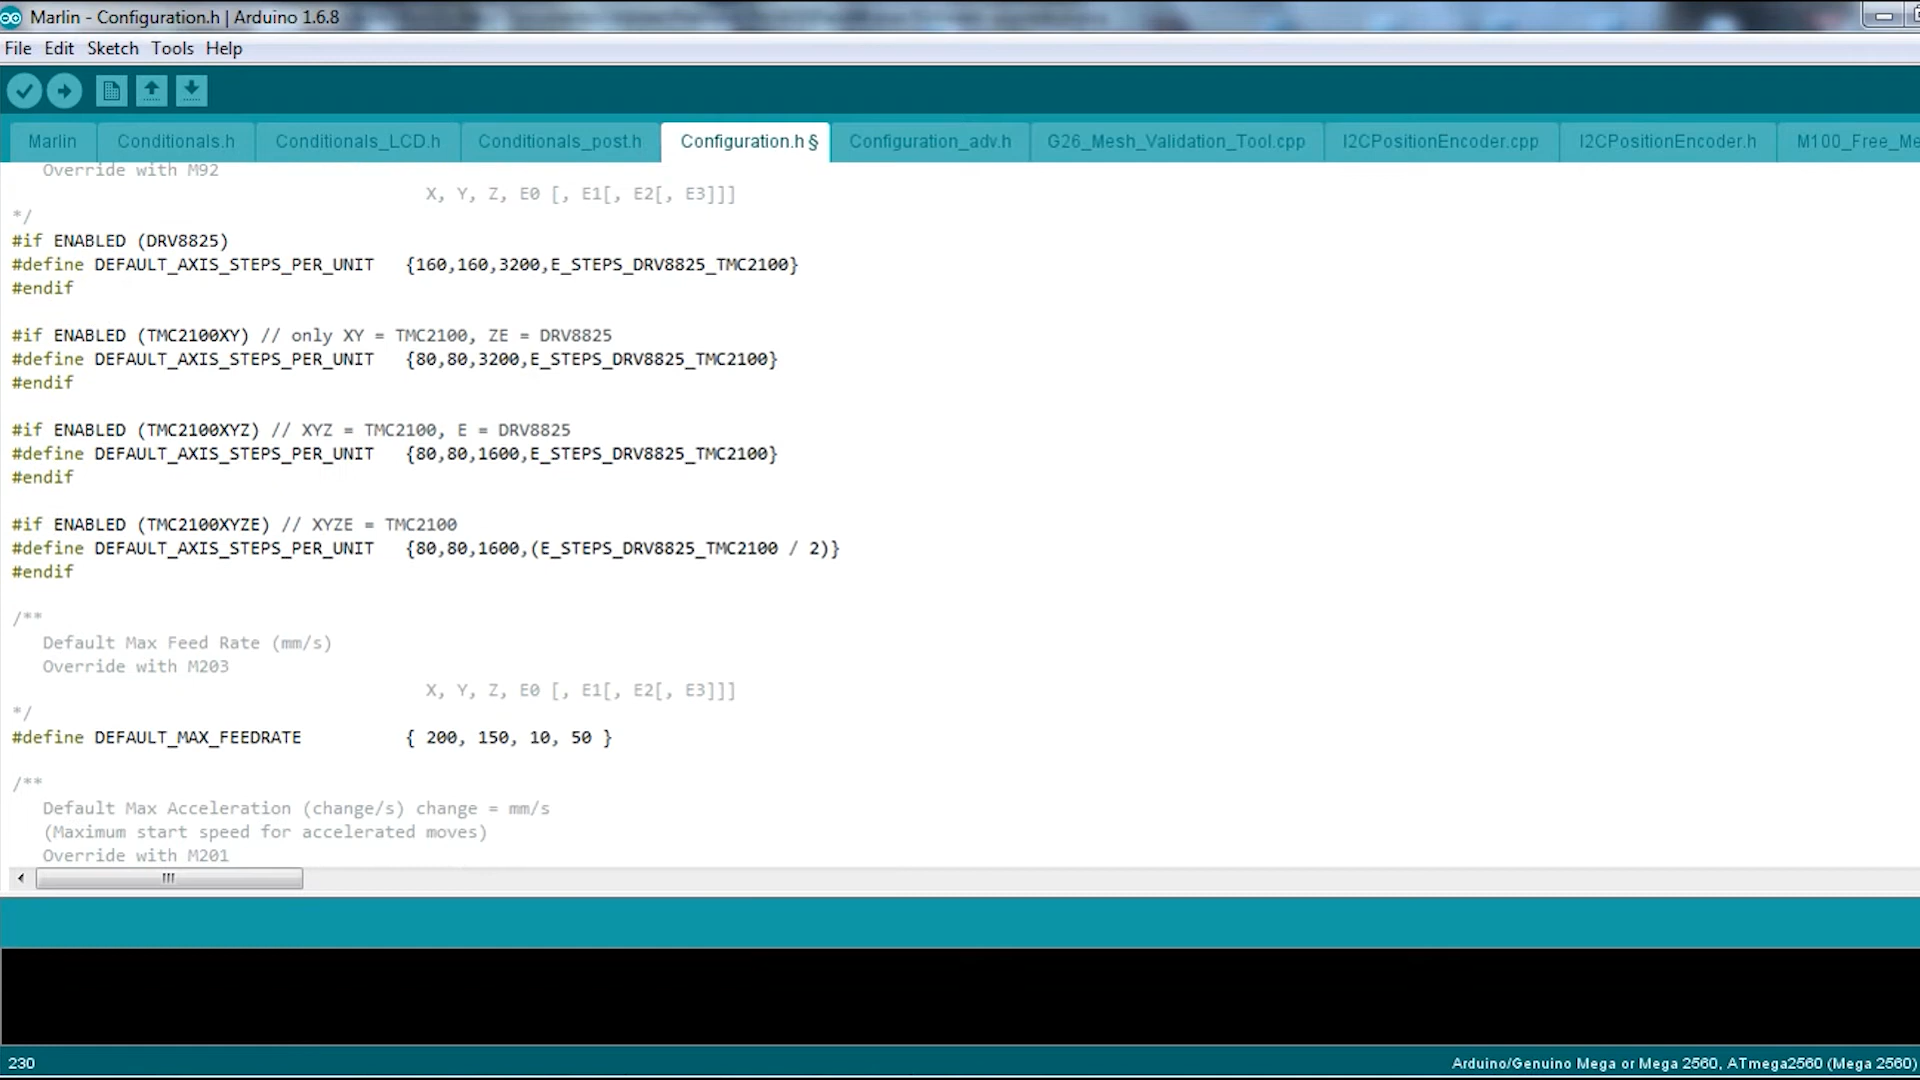 Marlin - Configuration.h | Arduino 1.6.8
File Edit Sketch Tools Help
Marlin Conditionals.h Conditionals_LCD.h Conditionals_post.h Configuration.h § Configuration_adv.h G26_Mesh_Validation_Tool.cpp I2CPositionEncoder.cpp I2CPositionEncoder.h M100_Free_Me
Override with M92
X, Y, Z, E0 [, E1[, E2[, E3]]]
*/
#if ENABLED (DRV8825)
#define DEFAULT_AXIS_STEPS_PER_UNIT {160,160,3200,E_STEPS_DRV8825_TMC2100}
#endif
#if ENABLED (TMC2100XY) // only XY = TMC2100, ZE = DRV8825
#define DEFAULT_AXIS_STEPS_PER_UNIT {80,80,3200,E_STEPS_DRV8825_TMC2100}
#endif
#if ENABLED (TMC2100XYZ) // XYZ = TMC2100, E = DRV8825
#define DEFAULT_AXIS_STEPS_PER_UNIT {80,80,1600,E_STEPS_DRV8825_TMC2100}
#endif
#if ENABLED (TMC2100XYZE) // XYZE = TMC2100
#define DEFAULT_AXIS_STEPS_PER_UNIT {80,80,1600,(E_STEPS_DRV8825_TMC2100 / 2)}
#endif
/**
Default Max Feed Rate (mm/s)
Override with M203
X, Y, Z, E0 [, E1[, E2[, E3]]]
*/
#define DEFAULT_MAX_FEEDRATE { 200, 150, 10, 50 }
/**
Default Max Acceleration (change/s) change = mm/s
(Maximum start speed for accelerated moves)
Override with M201
230
Arduino/Genuino Mega or Mega 2560, ATmega2560 (Mega 2560)